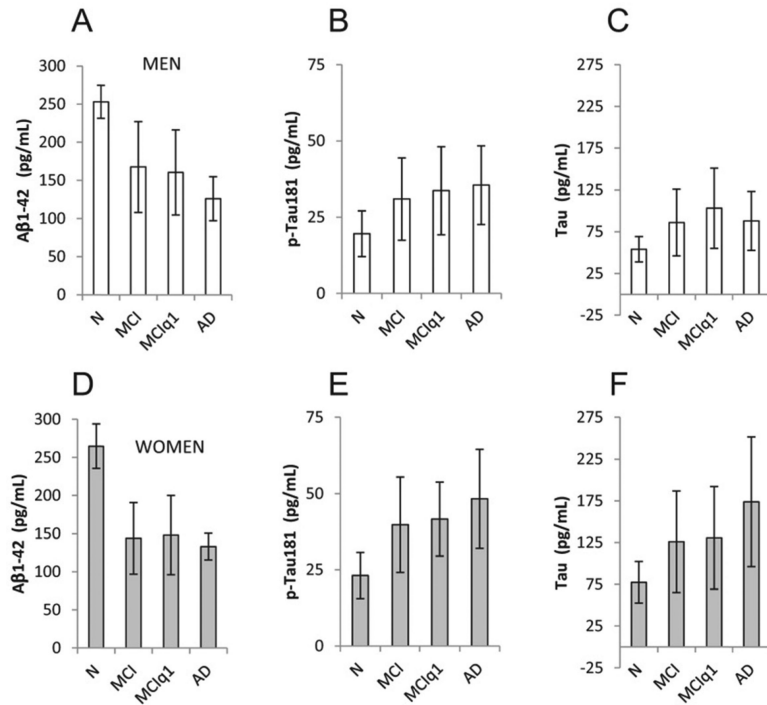 A
MEN
Aβ1-42 (pg/mL)
300
250
200
150
100
50
0
N
MCI
MCIq1
AD
B
p-Tau181 (pg/mL)
75
50
25
0
N
MCI
MCIq1
AD
C
Tau (pg/mL)
275
225
175
125
75
25
-25
N
MCI
MCIq1
AD
D
WOMEN
Aβ1-42 (pg/mL)
300
250
200
150
100
50
0
N
MCI
MCIq1
AD
E
p-Tau181 (pg/mL)
75
50
25
0
N
MCI
MCIq1
AD
F
Tau (pg/mL)
275
225
175
125
75
25
-25
N
MCI
MCIq1
AD